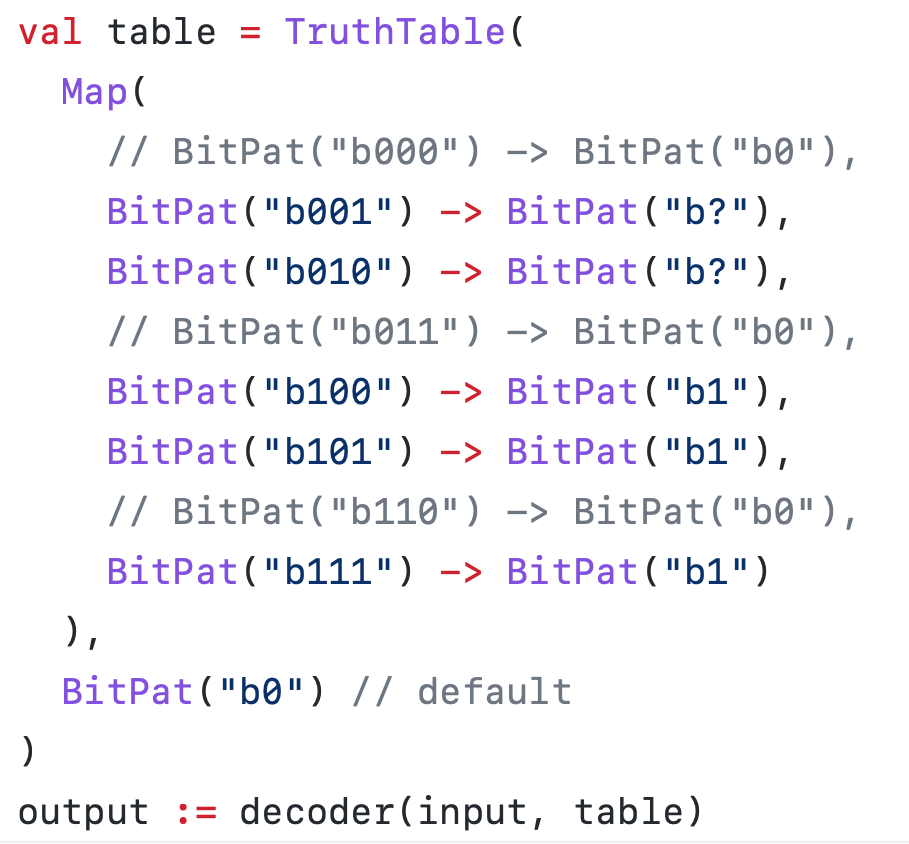 val table = TruthTable(
  Map(
    // BitPat("b000") -> BitPat("b0"),
    BitPat("b001") -> BitPat("b?"),
    BitPat("b010") -> BitPat("b?"),
    // BitPat("b011") -> BitPat("b0"),
    BitPat("b100") -> BitPat("b1"),
    BitPat("b101") -> BitPat("b1"),
    // BitPat("b110") -> BitPat("b0"),
    BitPat("b111") -> BitPat("b1")
  ),
  BitPat("b0") // default
)
output := decoder(input, table)